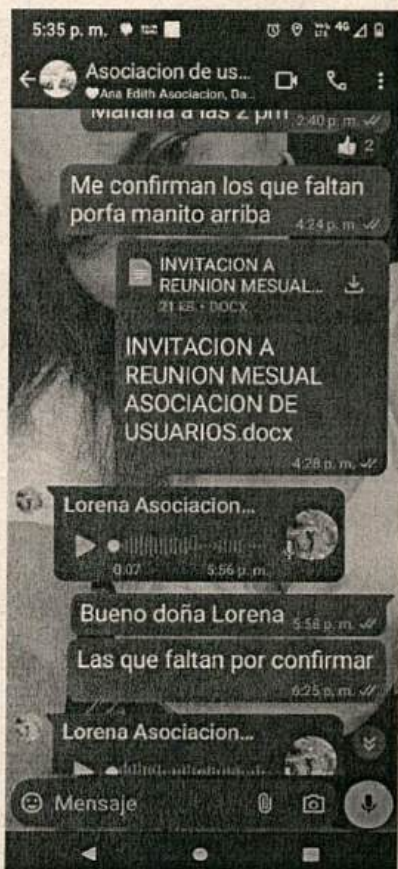 5:35 p. m.
4G
Asociacion de us...
Ana Edith Asociacion, Da...
Mañana a las 2 pm 2:40 p. m.
2
Me confirman los que faltan
porfa manito arriba 4:24 p. m.
INVITACION A
REUNION MESUAL...
21 kB • DOCX
INVITACION A
REUNION MESUAL
ASOCIACION DE
USUARIOS.docx
4:28 p. m.
Lorena Asociacion...
0:07 5:56 p. m.
Bueno doña Lorena 5:58 p. m.
Las que faltan por confirmar
6:25 p. m.
Lorena Asociacion...
Mensaje